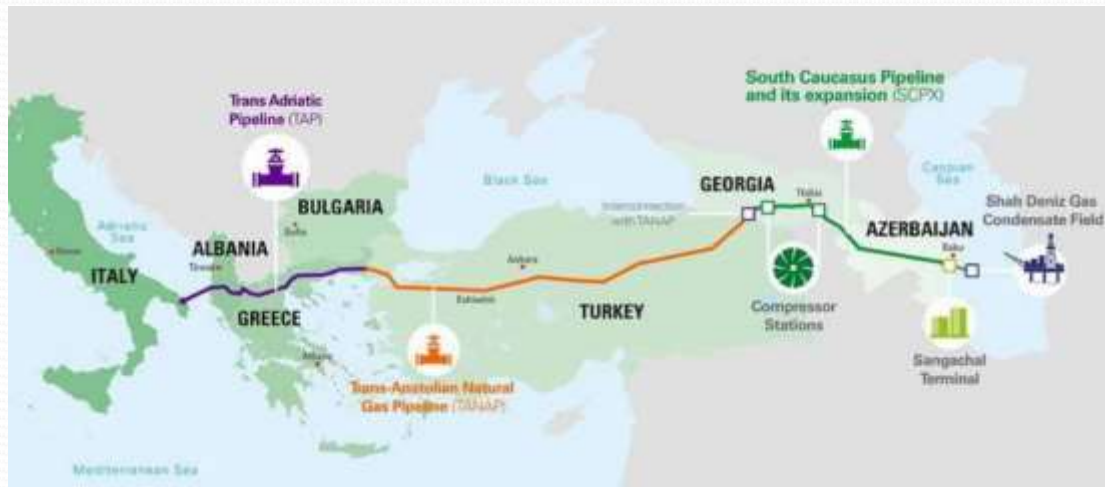 Trans Adriatic
Pipeline (TAP)
South Caucasus Pipeline
and its expansion (SCPX)
Black Sea
Caspian
Sea
GEORGIA
Tbilisi
Interconnection
with TANAP
Shah Deniz Gas
Condensate Field
BULGARIA
Sofia
Adriatic
Sea
ALBANIA
Tirana
AZERBAIJAN
Baku
Rome
ITALY
Ankara
Eskisehir
GREECE
TURKEY
Compressor
Stations
Athens
Sangachal
Terminal
Trans-Anatolian Natural
Gas Pipeline (TANAP)
Mediterranean Sea